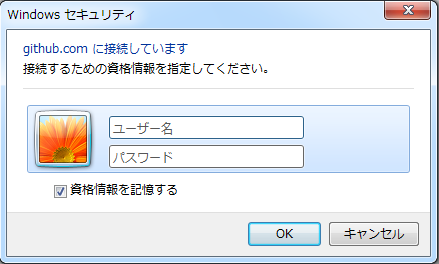 Windows セキュリティ
github.com に接続しています
接続するための資格情報を指定してください。
ユーザー名
パスワード
資格情報を記憶する
OK キャンセル